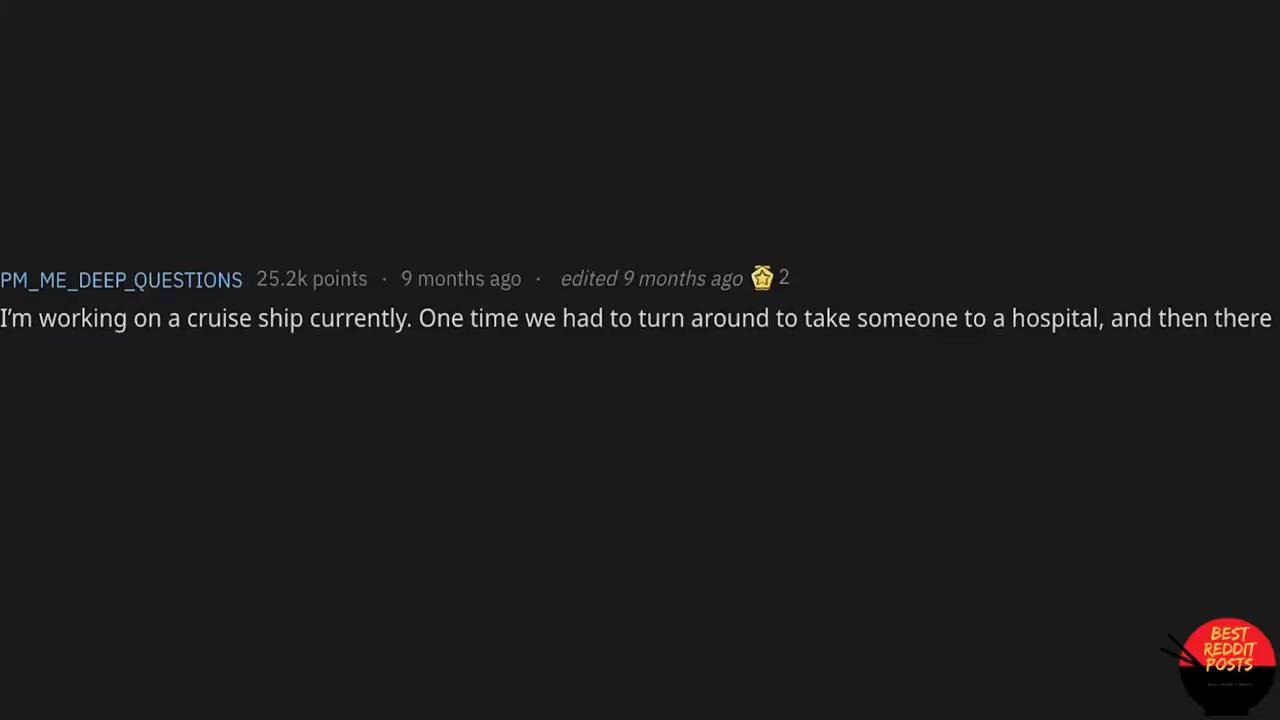 PM_ME_DEEP_QUESTIONS 25.2k points · 9 months ago · edited 9 months ago 2
I'm working on a cruise ship currently. One time we had to turn around to take someone to a hospital, and then there
BEST
REDDIT
POSTS